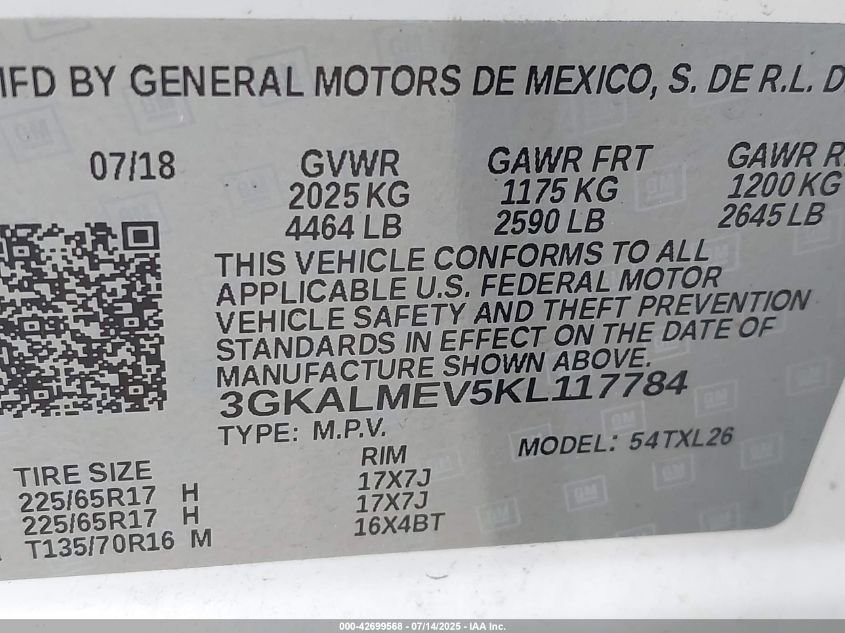 MFD BY GENERAL MOTORS DE MEXICO, S. DE R.L. D
07/18 GVWR GAWR FRT GAWR R
2025 KG 1175 KG 1200 KG
4464 LB 2590 LB 2645 LB
THIS VEHICLE CONFORMS TO ALL
APPLICABLE U.S. FEDERAL MOTOR
VEHICLE SAFETY AND THEFT PREVENTION
STANDARDS IN EFFECT ON THE DATE OF
MANUFACTURE SHOWN ABOVE.
3GKALMEV5KL117784
TYPE: M.P.V. MODEL: 54TXL26
TIRE SIZE RIM
225/65R17 H 17X7J
225/65R17 H 17X7J
T135/70R16 M 16X4BT
000-42699568 - 07/14/2025 - IAA Inc.